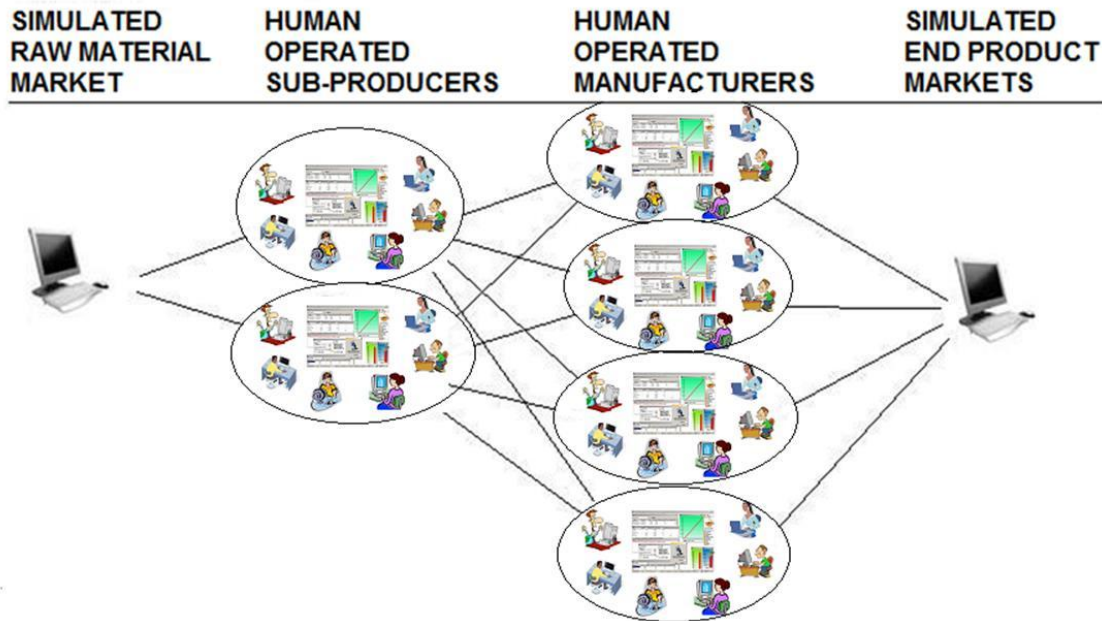 SIMULATED
RAW MATERIAL
MARKET
HUMAN
OPERATED
SUB-PRODUCERS
HUMAN
OPERATED
MANUFACTURERS
SIMULATED
END PRODUCT
MARKETS